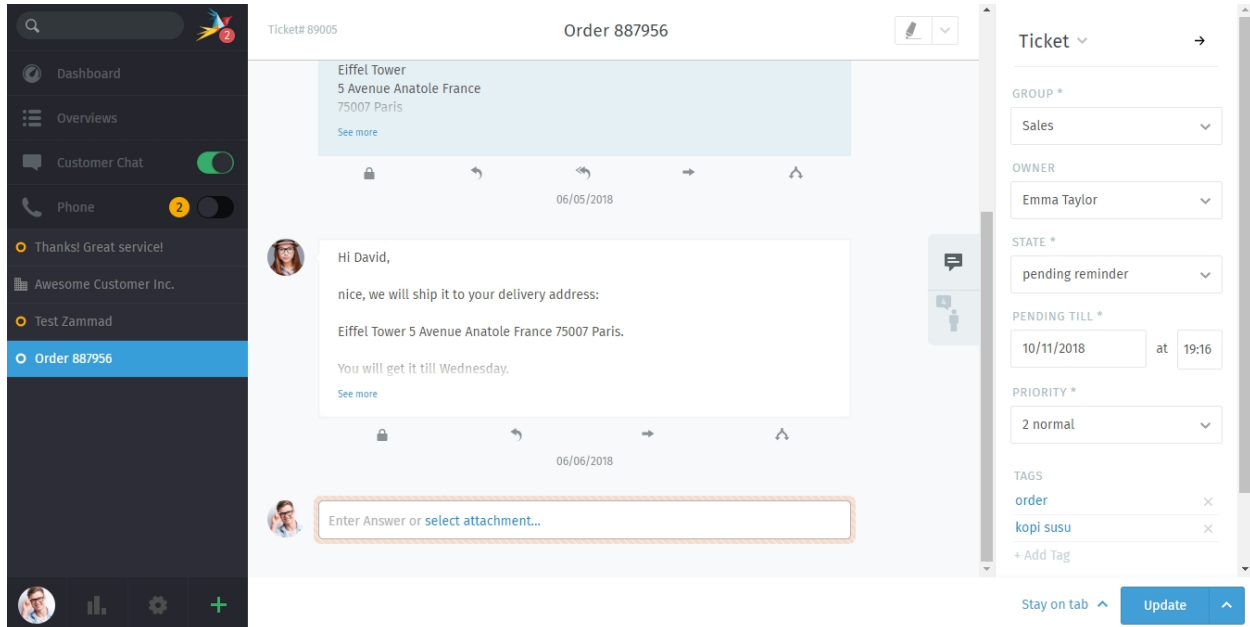 2
Dashboard
Overviews
Customer Chat
Phone 2
Thanks! Great service!
Awesome Customer Inc.
Test Zammad
Order 887956
Ticket# 89005
Order 887956
Eiffel Tower
5 Avenue Anatole France
75007 Paris
See more
06/05/2018
Hi David,
nice, we will ship it to your delivery address:
Eiffel Tower 5 Avenue Anatole France 75007 Paris.
You will get it till Wednesday.
See more
06/06/2018
Enter Answer or select attachment...
A
Ticket
GROUP *
Sales
OWNER
Emma Taylor
STATE *
pending reminder
PENDING TILL *
10/11/2018 at 19:16
PRIORITY *
2 normal
TAGS
order
kopi susu
+ Add Tag
Stay on tab
Update